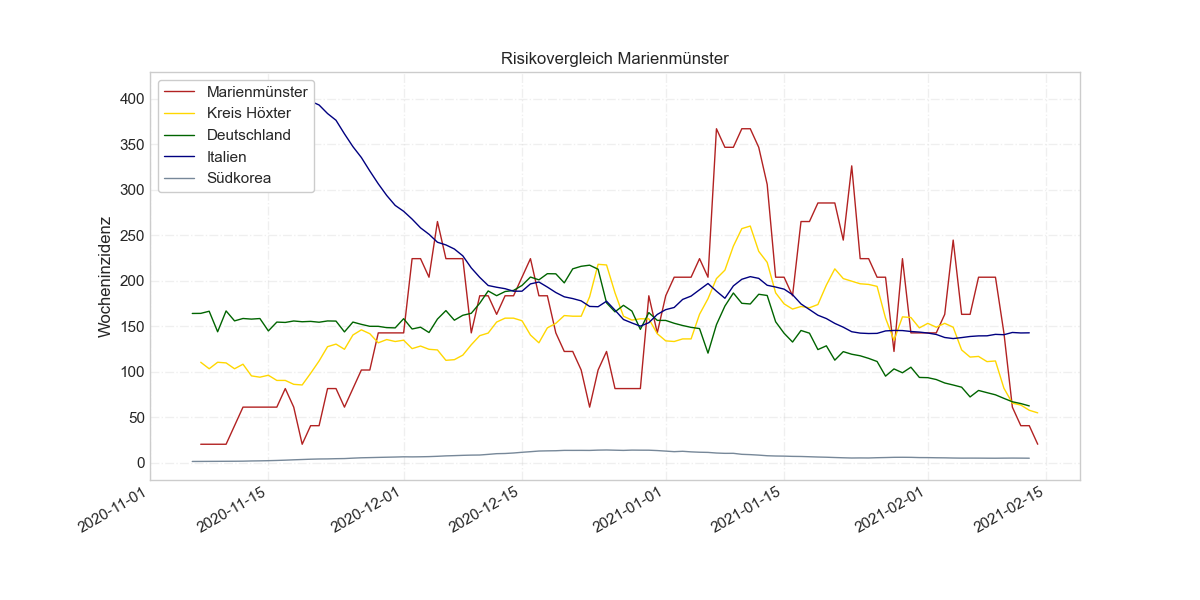 Risikovergleich Marienmünster
Marienmünster
Kreis Höxter
Deutschland
Italien
Südkorea
Wocheninzidenz
400
350
300
250
200
150
100
50
0
2020-11-01
2020-11-15
2020-12-01
2020-12-15
2021-01-01
2021-01-15
2021-02-01
2021-02-15